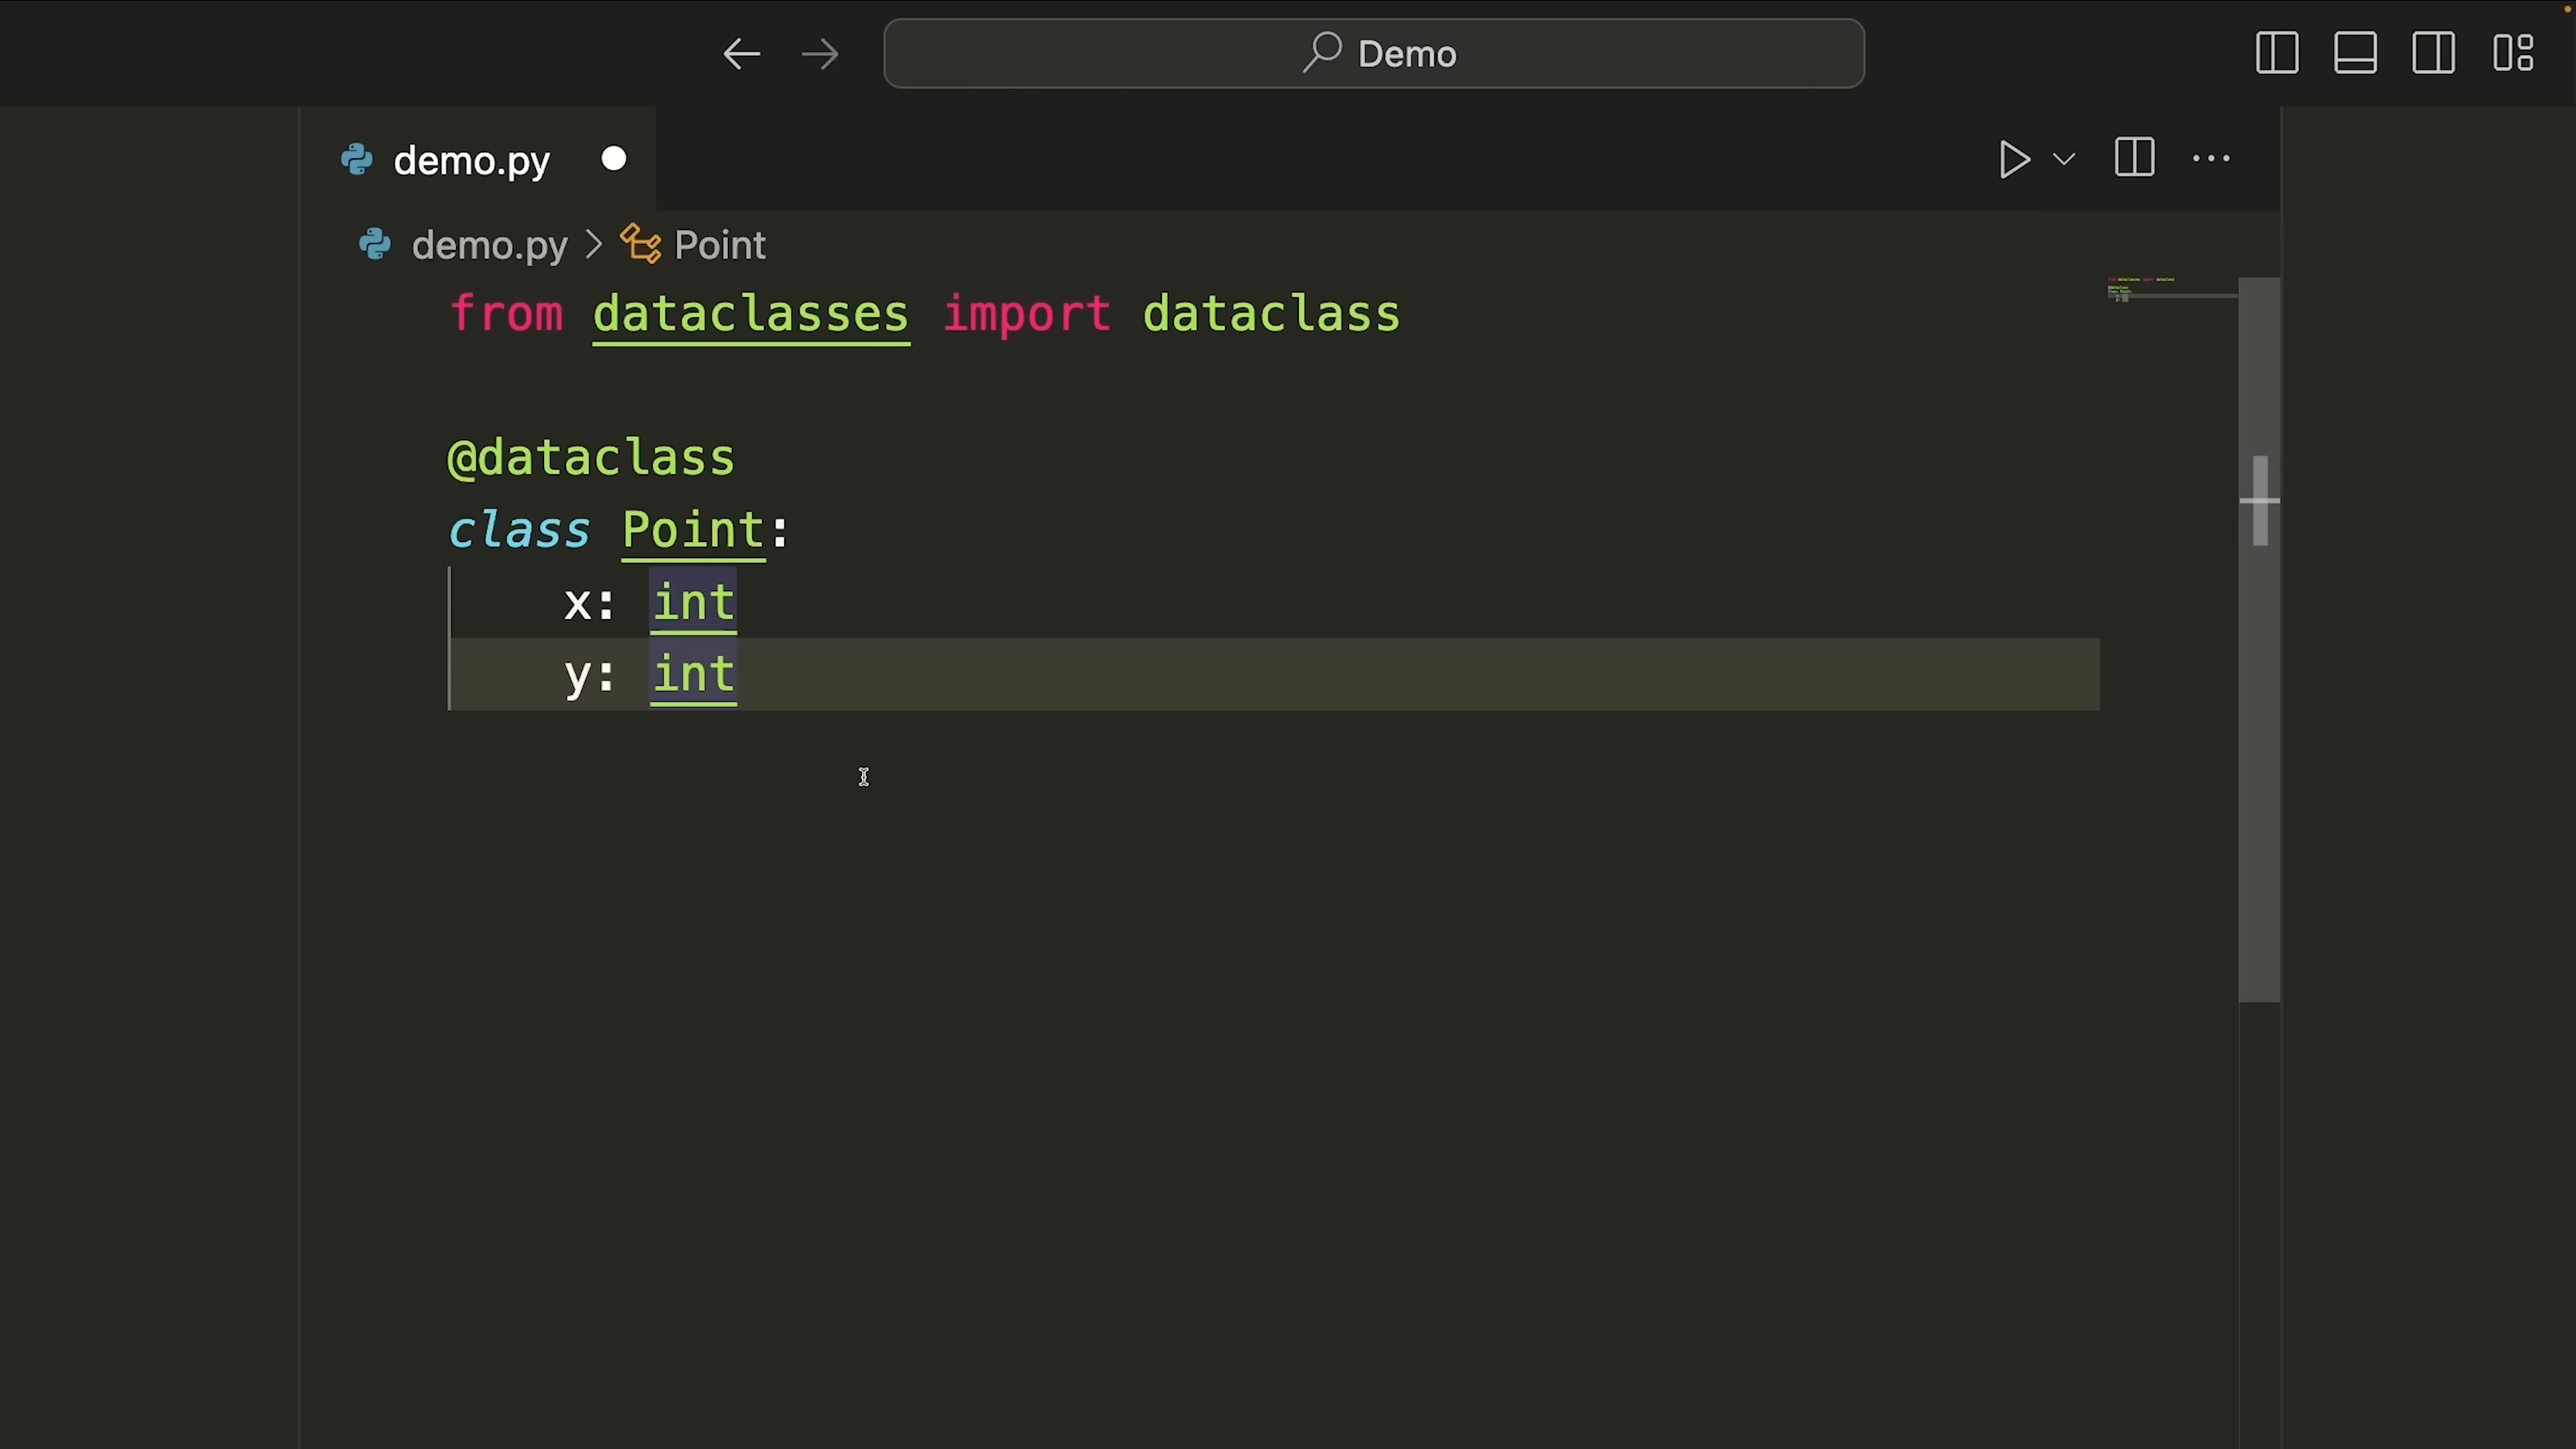 Demo
demo.py
demo.py > Point
from dataclasses import dataclass
@dataclass
class Point:
    x: int
    y: int